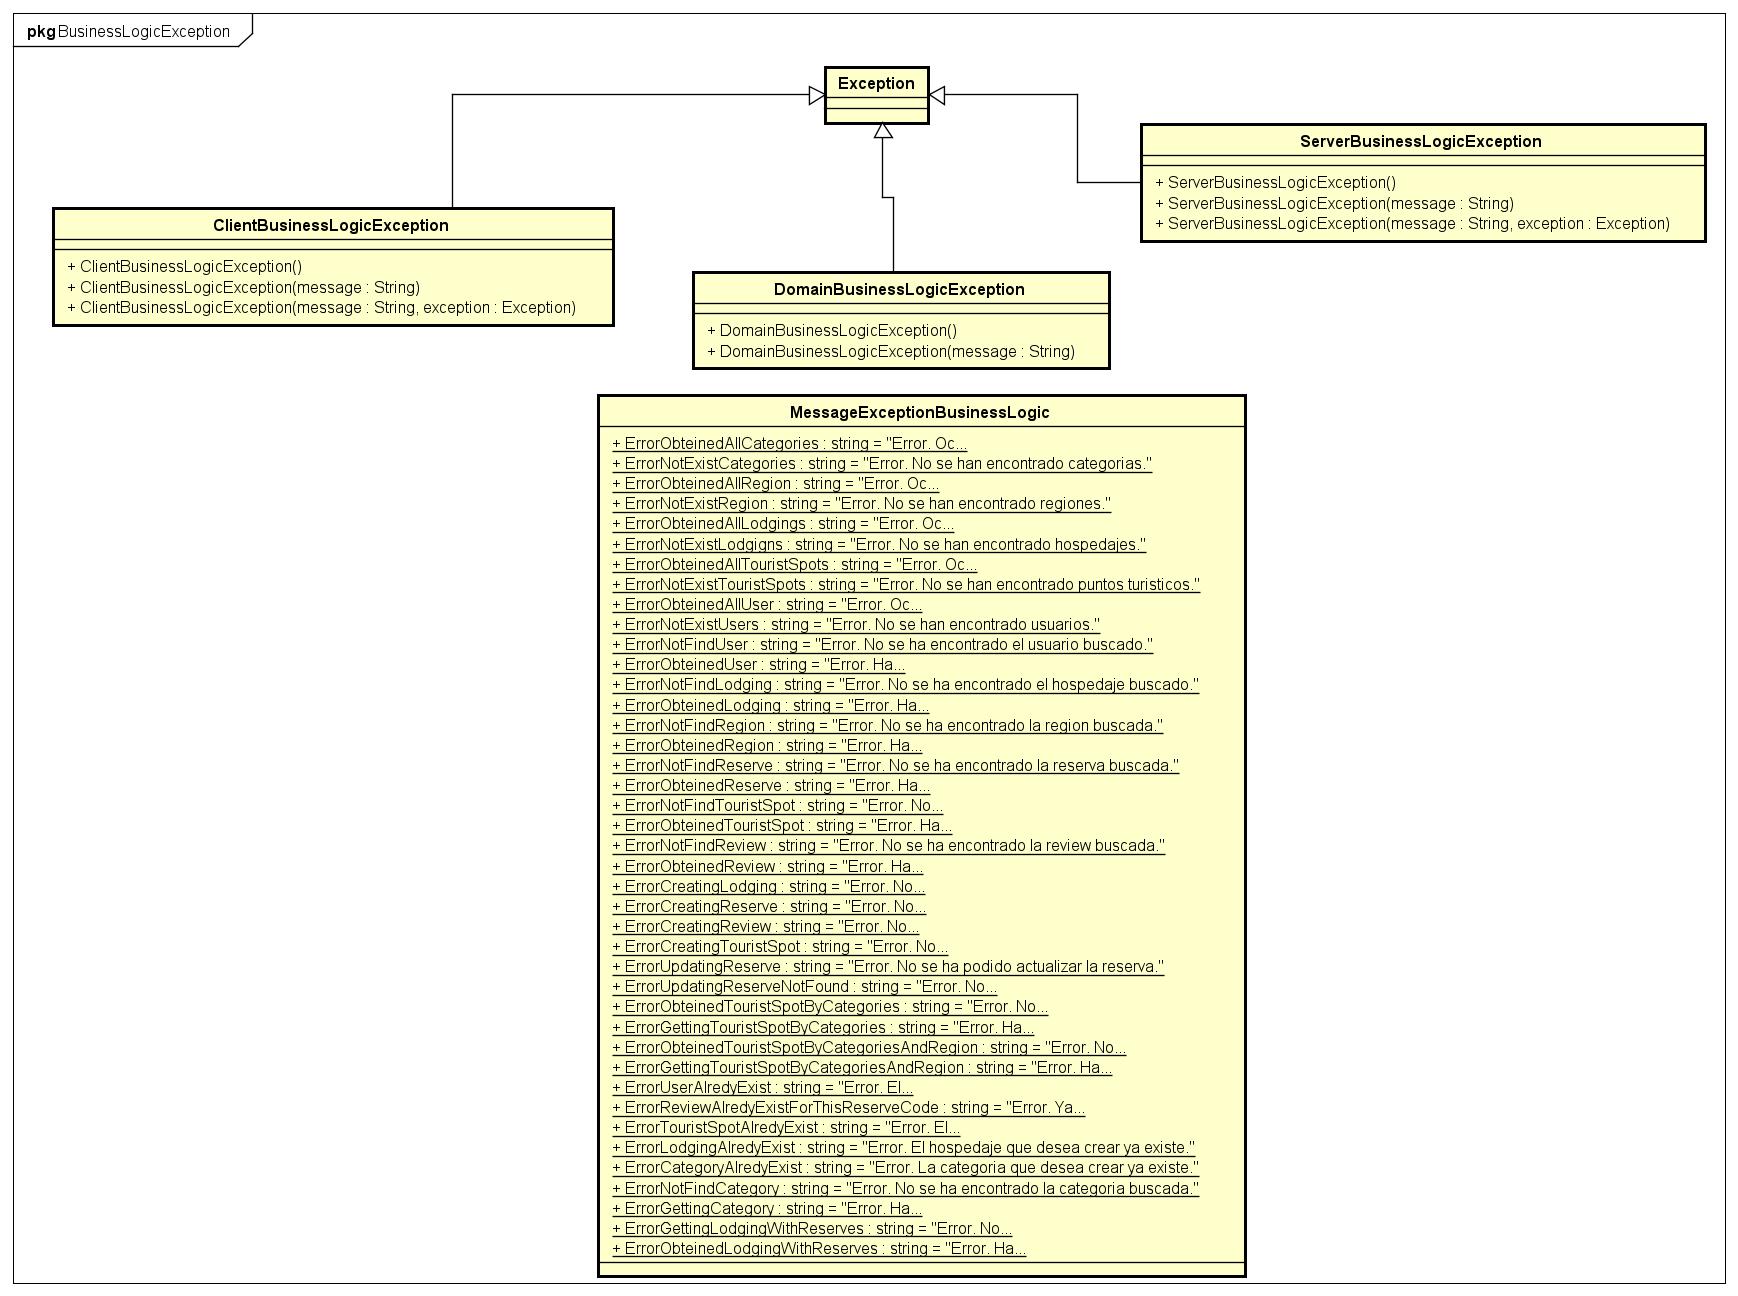 pkg BusinessLogicException
Exception
ServerBusinessLogicException
+ ServerBusinessLogicException()
+ ServerBusinessLogicException(message : String)
+ ServerBusinessLogicException(message : String, exception : Exception)
ClientBusinessLogicException
+ ClientBusinessLogicException()
+ ClientBusinessLogicException(message : String)
+ ClientBusinessLogicException(message : String, exception : Exception)
DomainBusinessLogicException
+ DomainBusinessLogicException()
+ DomainBusinessLogicException(message : String)
MessageExceptionBusinessLogic
+ ErrorObteinedAllCategories : string = "Error. Oc...
+ ErrorNotExistCategories : string = "Error. No se han encontrado categorias."
+ ErrorObteinedAllRegion : string = "Error. Oc...
+ ErrorNotExistRegion : string = "Error. No se han encontrado regiones."
+ ErrorObteinedAllLodgings : string = "Error. Oc...
+ ErrorNotExistLodgigns : string = "Error. No se han encontrado hospedajes."
+ ErrorObteinedAllTouristSpots : string = "Error. Oc...
+ ErrorNotExistTouristSpots : string = "Error. No se han encontrado puntos turisticos."
+ ErrorObteinedAllUser : string = "Error. Oc...
+ ErrorNotExistUsers : string = "Error. No se han encontrado usuarios."
+ ErrorNotFindUser : string = "Error. No se ha encontrado el usuario buscado."
+ ErrorObteinedUser : string = "Error. Ha...
+ ErrorNotFindLodging : string = "Error. No se ha encontrado el hospedaje buscado."
+ ErrorObteinedLodging : string = "Error. Ha...
+ ErrorNotFindRegion : string = "Error. No se ha encontrado la region buscada."
+ ErrorObteinedRegion : string = "Error. Ha...
+ ErrorNotFindReserve : string = "Error. No se ha encontrado la reserva buscada."
+ ErrorObteinedReserve : string = "Error. Ha...
+ ErrorNotFindTouristSpot : string = "Error. No...
+ ErrorObteinedTouristSpot : string = "Error. Ha...
+ ErrorNotFindReview : string = "Error. No se ha encontrado la review buscada."
+ ErrorObteinedReview : string = "Error. Ha...
+ ErrorCreatingLodging : string = "Error. No...
+ ErrorCreatingReserve : string = "Error. No...
+ ErrorCreatingReview : string = "Error. No...
+ ErrorCreatingTouristSpot : string = "Error. No...
+ ErrorUpdatingReserve : string = "Error. No se ha podido actualizar la reserva."
+ ErrorUpdatingReserveNotFound : string = "Error. No...
+ ErrorObteinedTouristSpotByCategories : string = "Error. No...
+ ErrorGettingTouristSpotByCategories : string = "Error. Ha...
+ ErrorObteinedTouristSpotByCategoriesAndRegion : string = "Error. No...
+ ErrorGettingTouristSpotByCategoriesAndRegion : string = "Error. Ha...
+ ErrorUserAlredyExist : string = "Error. El...
+ ErrorReviewAlredyExistForThisReserveCode : string = "Error. Ya...
+ ErrorTouristSpotAlredyExist : string = "Error. El...
+ ErrorLodgingAlredyExist : string = "Error. El hospedaje que desea crear ya existe."
+ ErrorCategoryAlredyExist : string = "Error. La categoria que desea crear ya existe."
+ ErrorNotFindCategory : string = "Error. No se ha encontrado la categoria buscada."
+ ErrorGettingCategory : string = "Error. Ha...
+ ErrorGettingLodgingWithReserves : string = "Error. No...
+ ErrorObteinedLodgingWithReserves : string = "Error. Ha...